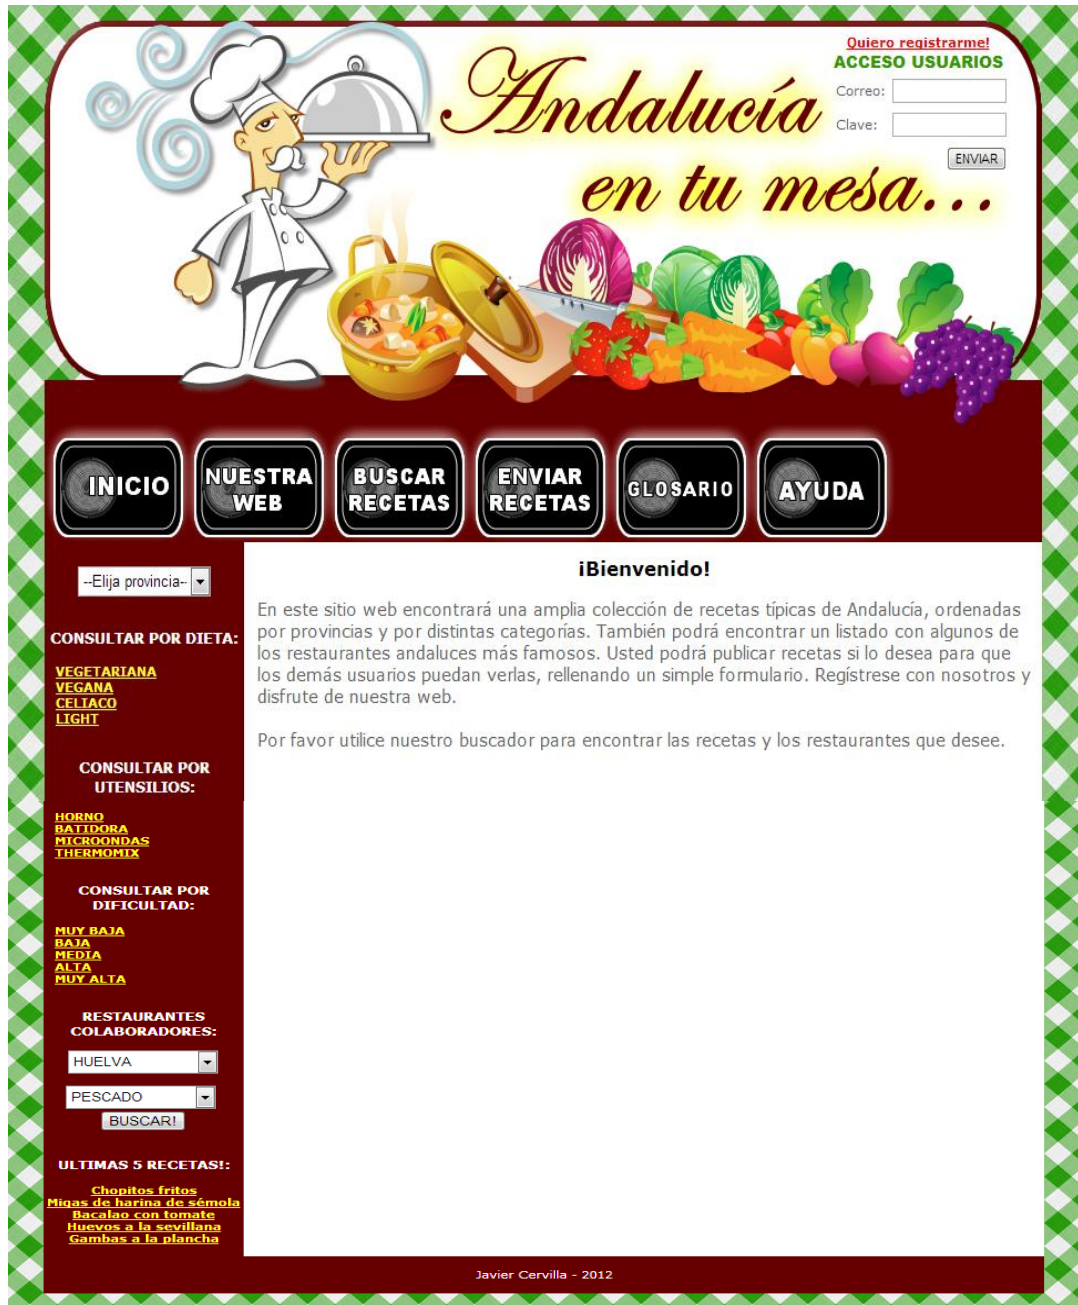 Andalucía
en tu mesa...
Quiero registrarme!
ACCESO USUARIOS
Correo:
Clave:
ENVIAR
INICIO
NUESTRA
WEB
BUSCAR
RECETAS
ENVIAR
RECETAS
GLOSARIO
AYUDA
--Elija provincia--
CONSULTAR POR DIETA:
VEGETARIANA
VEGANA
CELIACO
LIGHT
CONSULTAR POR
UTENSILIOS:
HORNO
BATIDORA
MICROONDAS
THERMOMIX
CONSULTAR POR
DIFICULTAD:
MUY BAJA
BAJA
MEDIA
ALTA
MUY ALTA
RESTAURANTES
COLABORADORES:
HUELVA
PESCADO
BUSCAR!
ULTIMAS 5 RECETAS!:
Chopitos fritos
Migas de harina de sémola
Bacalao con tomate
Huevos a la sevillana
Gambas a la plancha
¡Bienvenido!
En este sitio web encontrará una amplia colección de recetas típicas de Andalucía, ordenadas
por provincias y por distintas categorías. También podrá encontrar un listado con algunos de
los restaurantes andaluces más famosos. Usted podrá publicar recetas si lo desea para que
los demás usuarios puedan verlas, rellenando un simple formulario. Regístrese con nosotros y
disfrute de nuestra web.
Por favor utilice nuestro buscador para encontrar las recetas y los restaurantes que desee.
Javier Cervilla - 2012